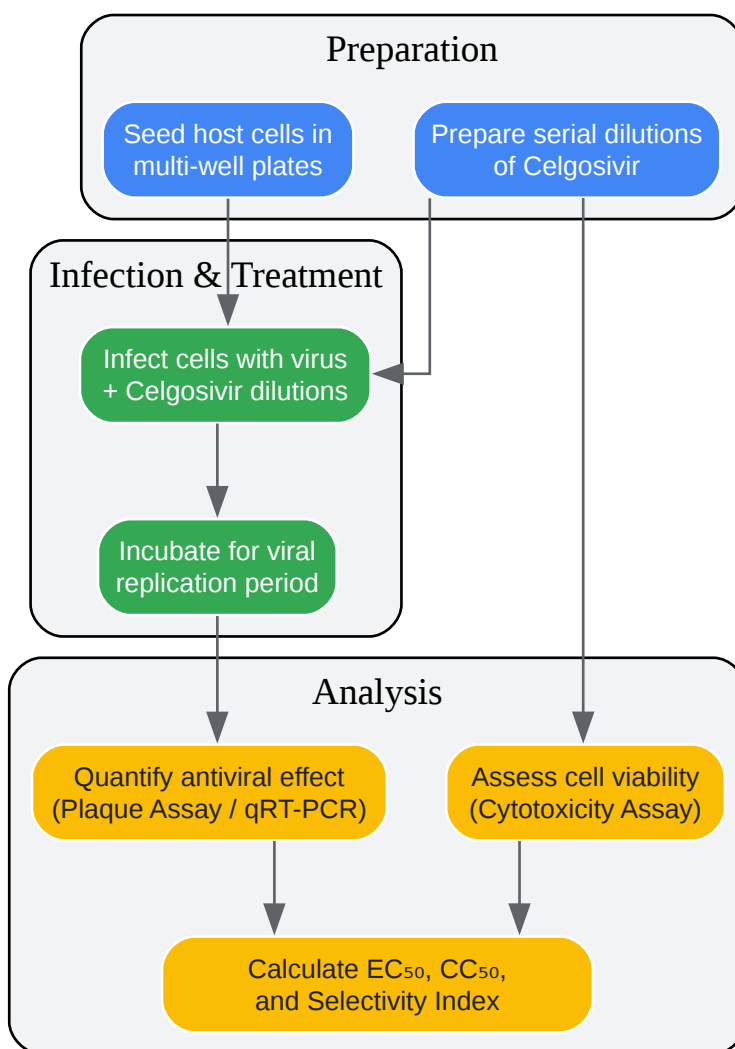 Preparation
Seed host cells in
multi-well plates
Prepare serial dilutions
of Celgosivir
Infection & Treatment
Infect cells with virus
+ Celgosivir dilutions
Incubate for viral
replication period
Analysis
Quantify antiviral effect
(Plaque Assay / qRT-PCR)
Assess cell viability
(Cytotoxicity Assay)
Calculate EC₅₀, CC₅₀,
and Selectivity Index